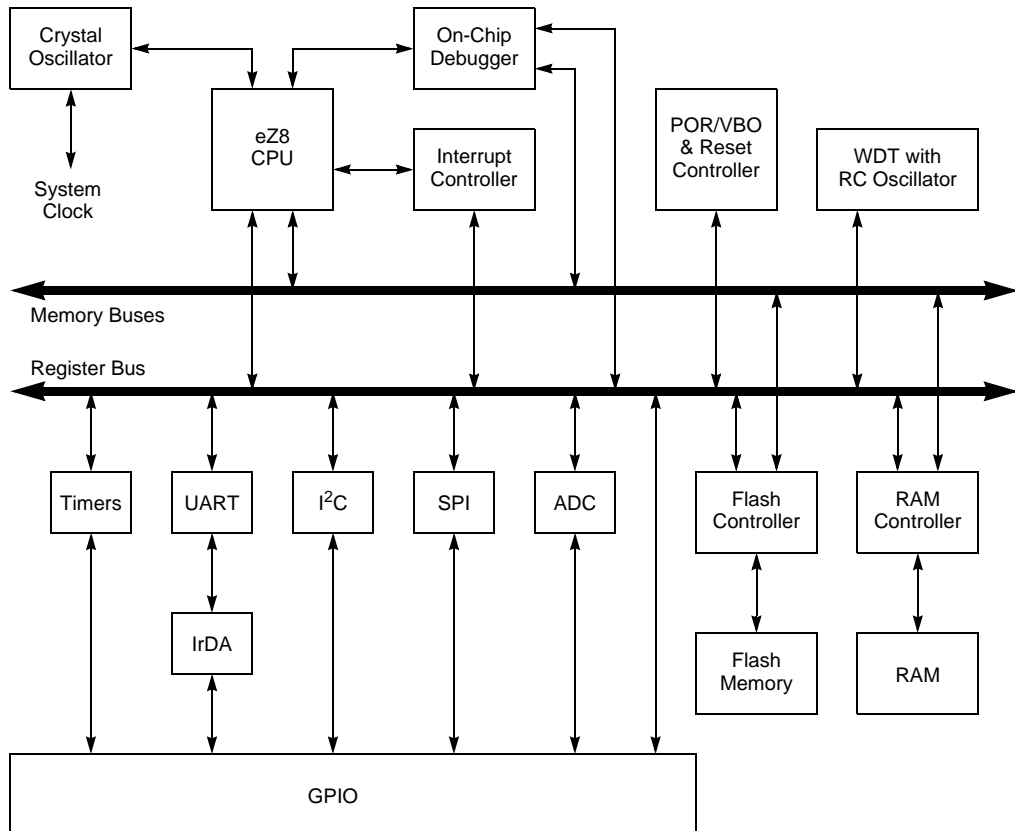 Crystal
Oscillator
On-Chip
Debugger
eZ8
CPU
Interrupt
Controller
POR/VBO
& Reset
Controller
WDT with
RC Oscillator
System
Clock
Memory Buses
Register Bus
Timers
UART
I²C
SPI
ADC
Flash
Controller
RAM
Controller
IrDA
Flash
Memory
RAM
GPIO